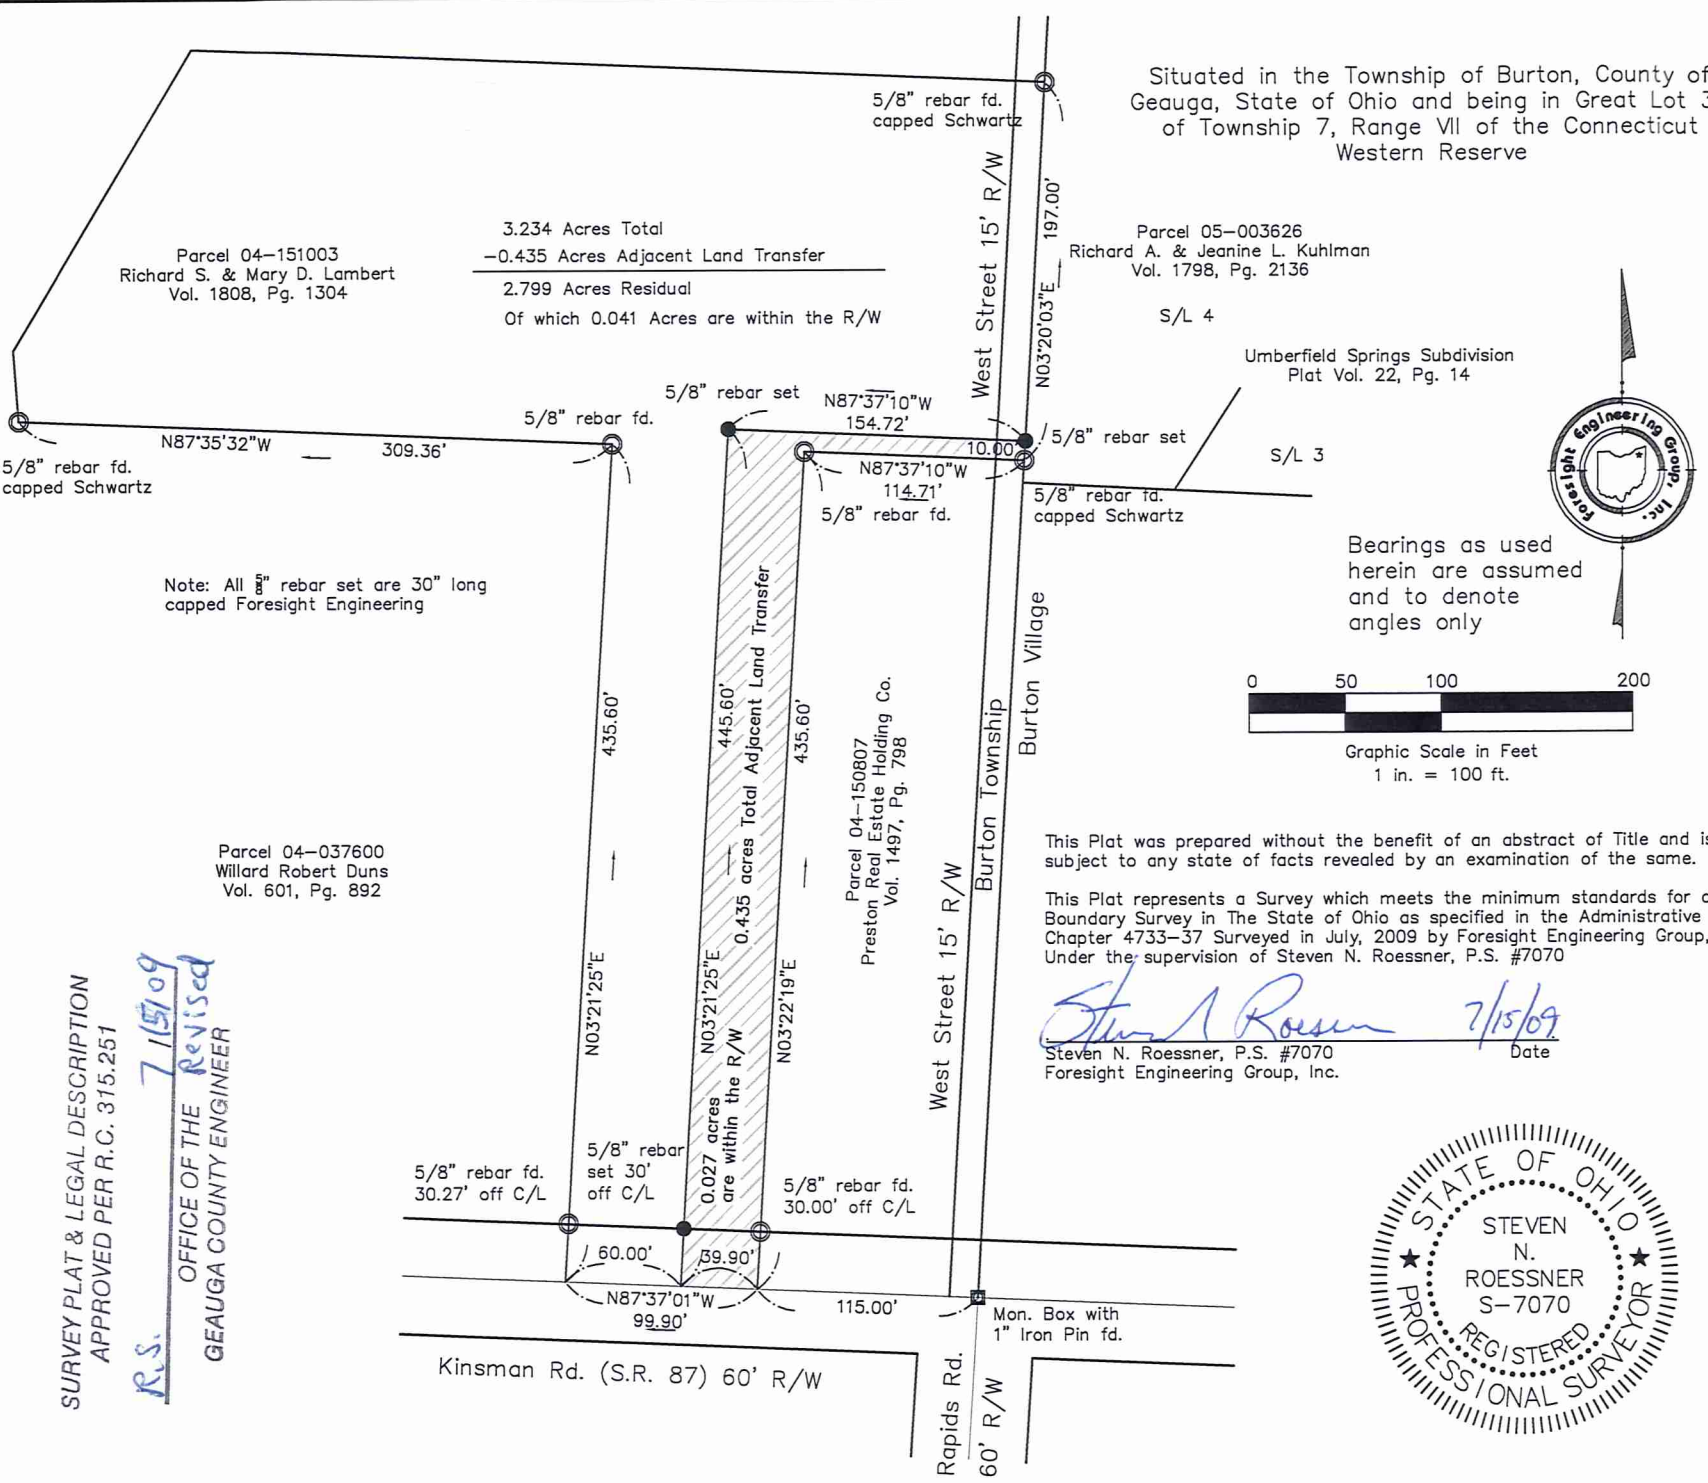 Situated in the Township of Burton, County of
Geauga, State of Ohio and being in Great Lot 3
of Township 7, Range VII of the Connecticut
Western Reserve
5/8" rebar fd.
capped Schwartz
West Street 15' R/W
197.00'
N03°20'03"E
Parcel 04-151003
Richard S. & Mary D. Lambert
Vol. 1808, Pg. 1304
3.234 Acres Total
-0.435 Acres Adjacent Land Transfer
2.799 Acres Residual
Of which 0.041 Acres are within the R/W
Parcel 05-003626
Richard A. & Jeanine L. Kuhlman
Vol. 1798, Pg. 2136
S/L 4
Umberfield Springs Subdivision
Plat Vol. 22, Pg. 14
S/L 3
5/8" rebar set
N87°37'10"W
154.72'
5/8" rebar fd.
5/8" rebar set
N87°35'32"W
309.36'
10.00'
N87°37'10"W
114.71'
5/8" rebar fd.
5/8" rebar fd.
capped Schwartz
5/8" rebar fd.
capped Schwartz
Foresight Engineering Group, Inc.
Bearings as used
herein are assumed
and to denote
angles only
Note: All 5/8" rebar set are 30" long
capped Foresight Engineering
0 50 100 200
Graphic Scale in Feet
1 in. = 100 ft.
435.60'
N03°21'25"E
445.60'
N03°21'25"E
0.435 acres Total Adjacent Land Transfer
0.027 acres
are within the R/W
435.60'
N03°22'19"E
Parcel 04-150807
Preston Real Estate Holding Co.
Vol. 1497, Pg. 798
Burton Township
Burton Village
West Street 15' R/W
Parcel 04-037600
Willard Robert Duns
Vol. 601, Pg. 892
This Plat was prepared without the benefit of an abstract of Title and is
subject to any state of facts revealed by an examination of the same.
This Plat represents a Survey which meets the minimum standards for a
Boundary Survey in The State of Ohio as specified in the Administrative
Chapter 4733-37 Surveyed in July, 2009 by Foresight Engineering Group,
Under the supervision of Steven N. Roessner, P.S. #7070
7/15/09
Steven N. Roessner, P.S. #7070
Date
Foresight Engineering Group, Inc.
SURVEY PLAT & LEGAL DESCRIPTION
APPROVED PER R.C. 315.251
R.S. 7/15/09
OFFICE OF THE Revised
GEAUGA COUNTY ENGINEER
5/8" rebar fd.
30.27' off C/L
5/8" rebar
set 30'
off C/L
5/8" rebar fd.
30.00' off C/L
60.00'
39.90'
N87°37'01"W
99.90'
115.00'
Mon. Box with
1" Iron Pin fd.
Kinsman Rd. (S.R. 87) 60' R/W
Rapids Rd.
60' R/W
STATE OF OHIO
STEVEN
N.
ROESSNER
S-7070
REGISTERED
PROFESSIONAL SURVEYOR